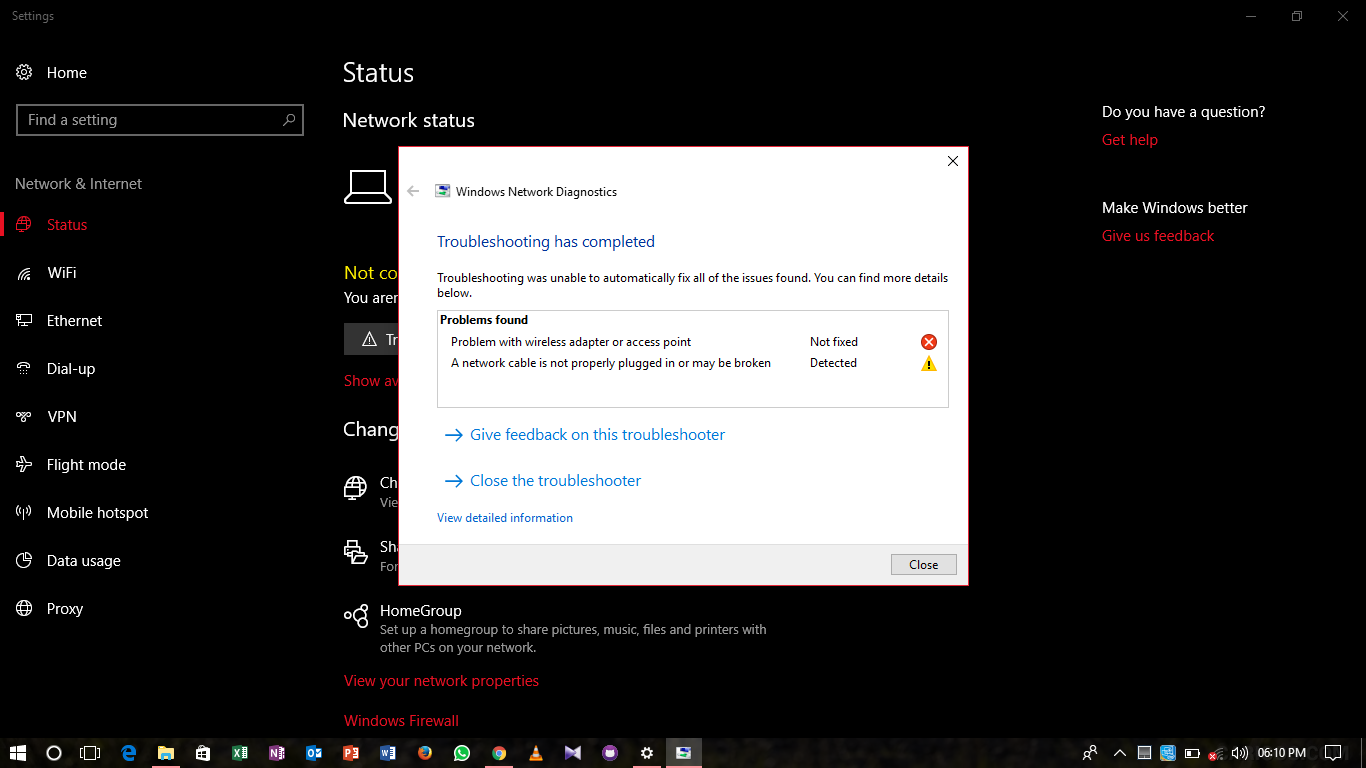 Settings
Home
Find a setting
Network & Internet
Status
WiFi
Ethernet
Dial-up
VPN
Flight mode
Mobile hotspot
Data usage
Proxy
Status
Network status
Not co
You aren
Tr
Show av
Chang
Ch
Vie
Sha
For
HomeGroup
Set up a homegroup to share pictures, music, files and printers with
other PCs on your network.
View your network properties
Windows Firewall
Windows Network Diagnostics
Troubleshooting has completed
Troubleshooting was unable to automatically fix all of the issues found. You can find more details
below.
Problems found
Problem with wireless adapter or access point Not fixed
A network cable is not properly plugged in or may be broken Detected
Give feedback on this troubleshooter
Close the troubleshooter
View detailed information
Close
Do you have a question?
Get help
Make Windows better
Give us feedback
06:10 PM